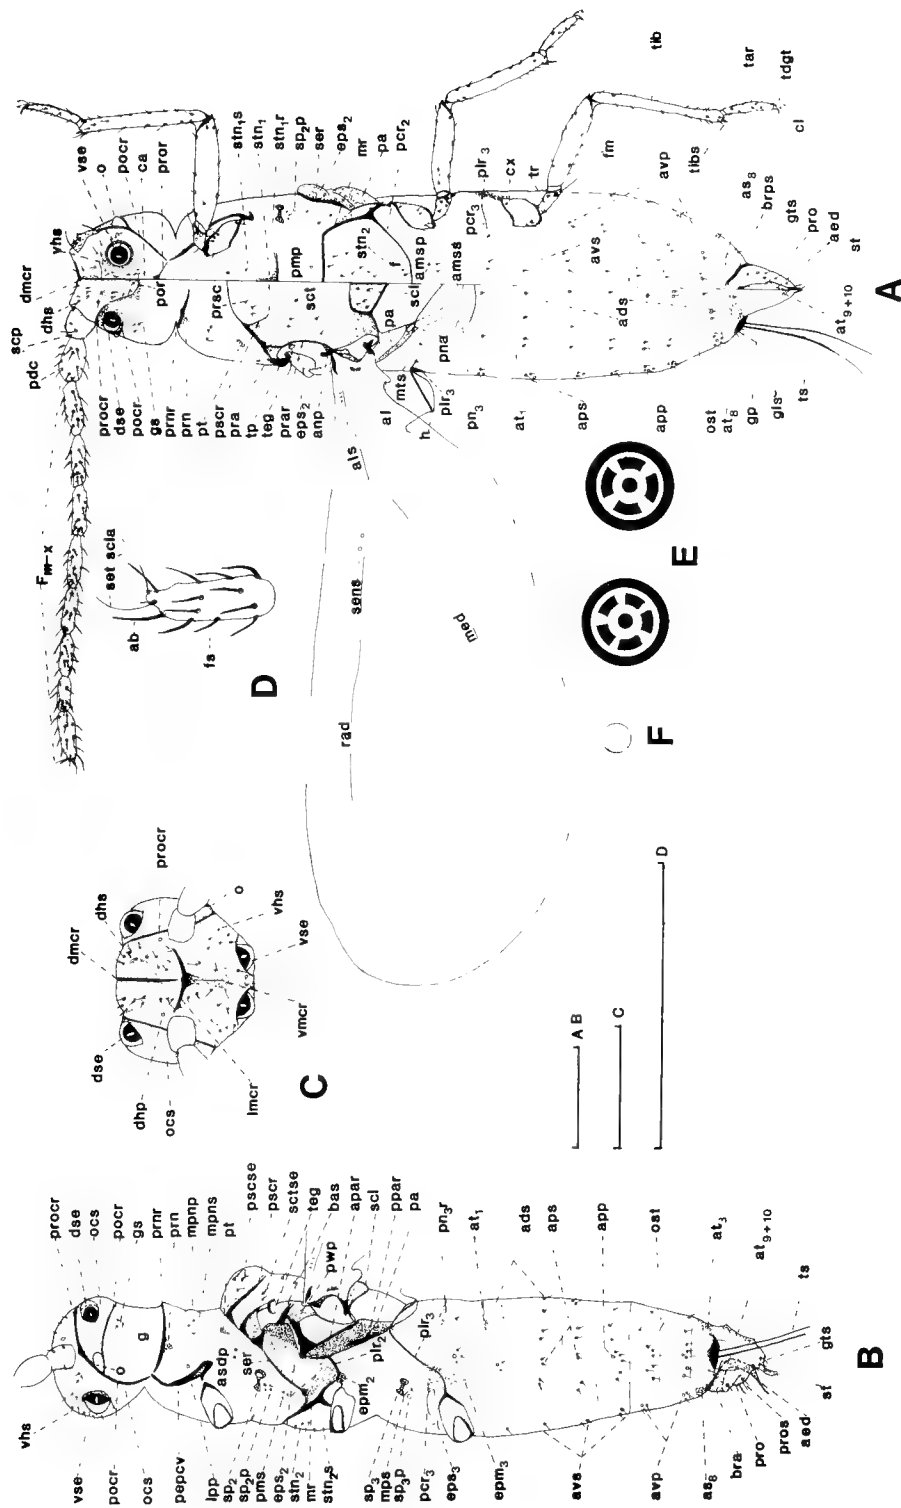 vse
o
pocr
ca
pror
stn₁s
stn₁
stn₁r
sp₂p
ser
eps₂
mr
pa
pcr₂
plr₃
cx
tr
fm
tib
tar
tdgt
cl
tibs
avp
as₈
brps
gts
pro
aed
st
A
at₉₊₁₀
vhs
dmcr
dhs
scp
pdc
por
prsc
pmp
sct
stn₂
f
amsp
scl
amss
pcr₃
pa
t
pna
avs
ads
procr
dse
pocr
gs
prnr
prn
pt
pscr
pra
tp
teg
prar
eps₂
anp
al
mts
h
plr₃
pn₃
at₁
aps
app
ost
at₈
gp
gls
ts
als
sens
rad
med
set scla
ab
fs
D
E
F
dmcr
dhs
procr
o
vhs
vse
vmcr
lmcr
ocs
dhp
dse
C
A B
C
D
procr
dse
ocs
pocr
gs
prnr
prn
mpnp
mpns
pt
pscse
pscr
sctse
teg
bas
apar
scl
ppar
pa
pn₃r
at₁
ads
aps
app
ost
at₃
at₉₊₁₀
ts
gts
B
st
aed
pros
pro
bra
as₈
avp
avs
epm₃
eps₃
pcr₃
sp₃p
mps
sp₃
stn₂s
mr
stn₂
eps₂
pms
sp₂p
sp₂
lpp
pepcv
ocs
pocr
vse
vhs
o
g
asdp
ser
pwp
plr₂
epm₂
plr₃